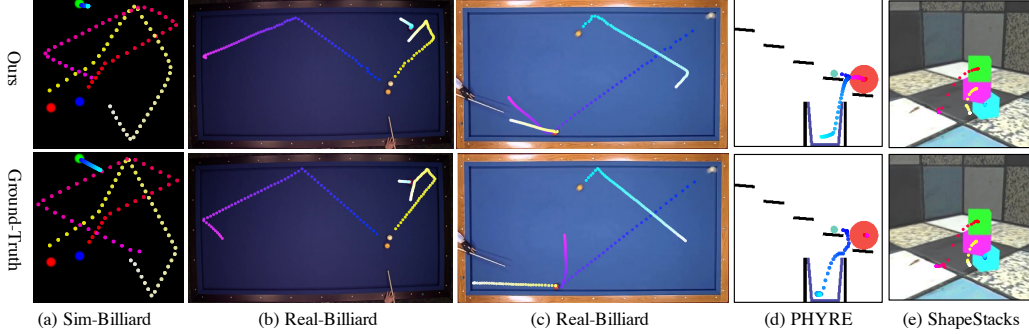 Ours
Ground-Truth
(a) Sim-Billiard
(b) Real-Billiard
(c) Real-Billiard
(d) PHYRE
(e) ShapeStacks